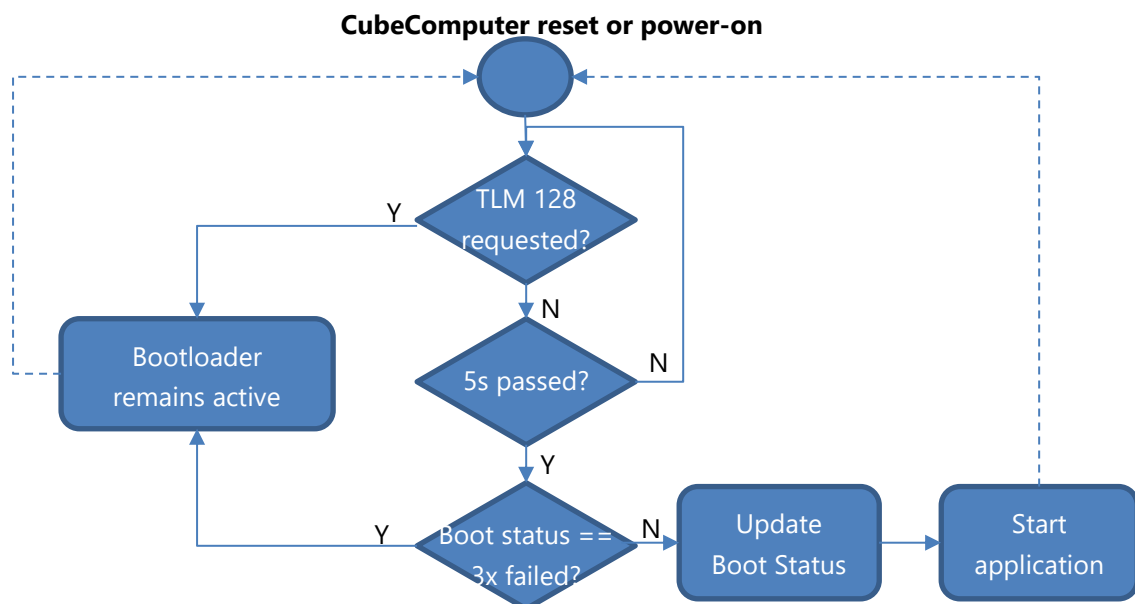 CubeComputer reset or power-on
TLM 128
requested?
Y
N
Bootloader
remains active
5s passed?
N
Y
Boot status ==
3x failed?
Y
N
Update
Boot Status
Start
application